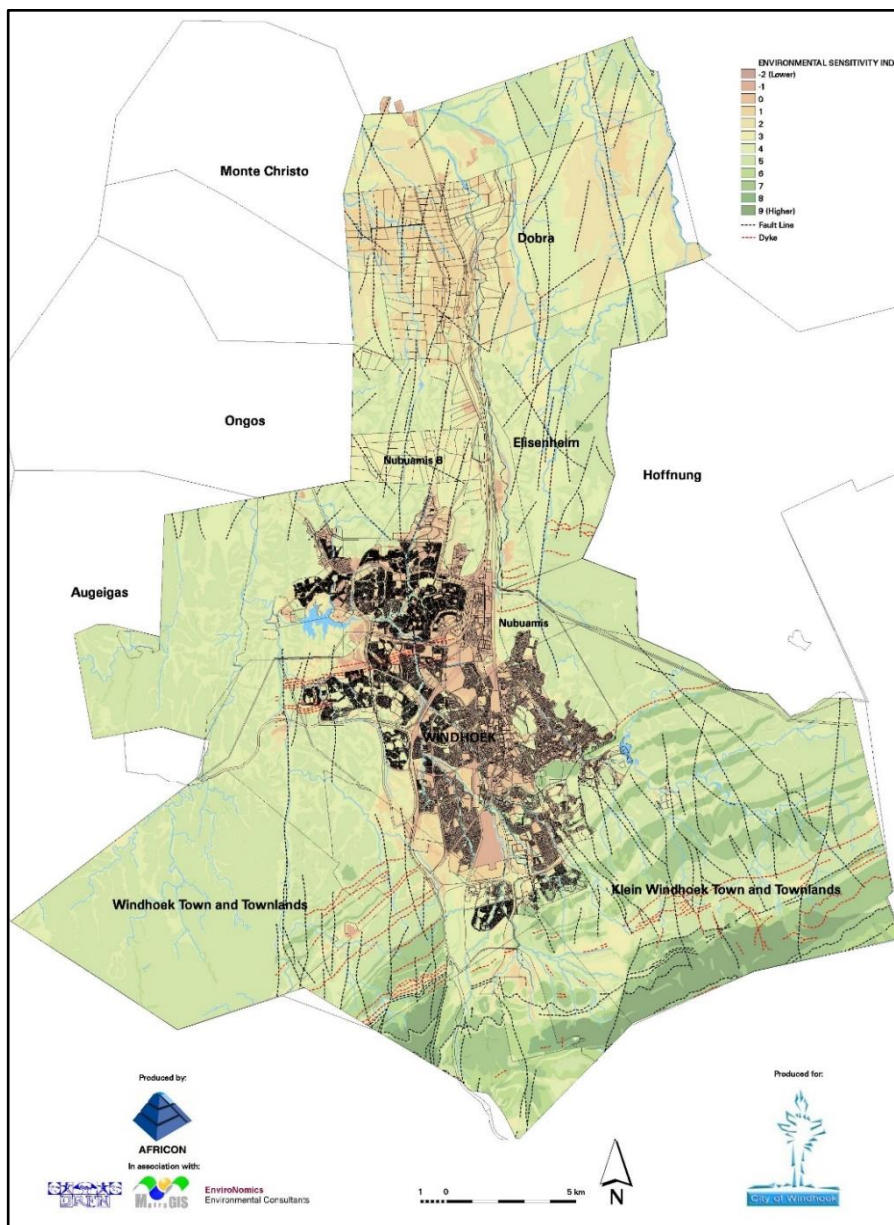 ENVIRONMENTAL SENSITIVITY IND
-2 (Lower)
-1
0
1
2
3
4
5
6
7
8
9 (Higher)
Fault Line
Dyke
Monte Christo
Dobra
Ongos
Elisenheim
Nubuamis B
Hoffnung
Augeigas
Nubuamis
WINDHOEK
Windhoek Town and Townlands
Klein Windhoek Town and Townlands
Produced by:
AFRICON
In association with:
MetroGIS
EnviroNomics
Environmental Consultants
1 0 5 km
N
Produced for:
City of Windhoek